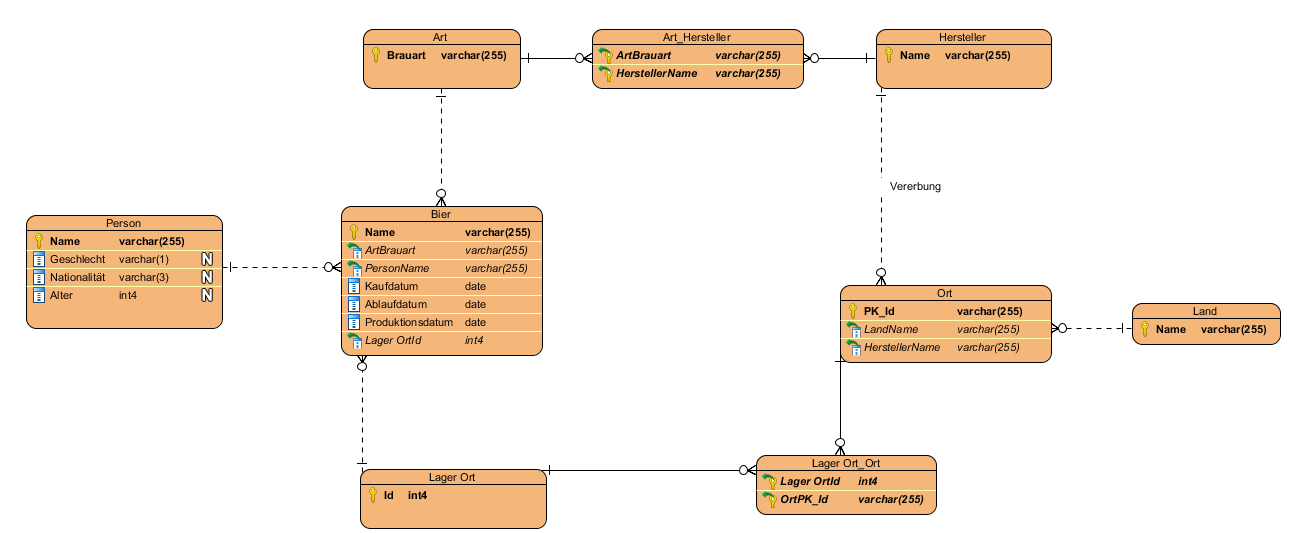 Art
Brauart varchar(255)
Art_Hersteller
ArtBrauart varchar(255)
HerstellerName varchar(255)
Hersteller
Name varchar(255)
Vererbung
Person
Name varchar(255)
Geschlecht varchar(1) N
Nationalität varchar(3) N
Alter int4 N
Bier
Name varchar(255)
ArtBrauart varchar(255)
PersonName varchar(255)
Kaufdatum date
Ablaufdatum date
Produktionsdatum date
Lager OrtId int4
Ort
PK_Id varchar(255)
LandName varchar(255)
HerstellerName varchar(255)
Land
Name varchar(255)
Lager Ort
Id int4
Lager Ort_Ort
Lager OrtId int4
OrtPK_Id varchar(255)